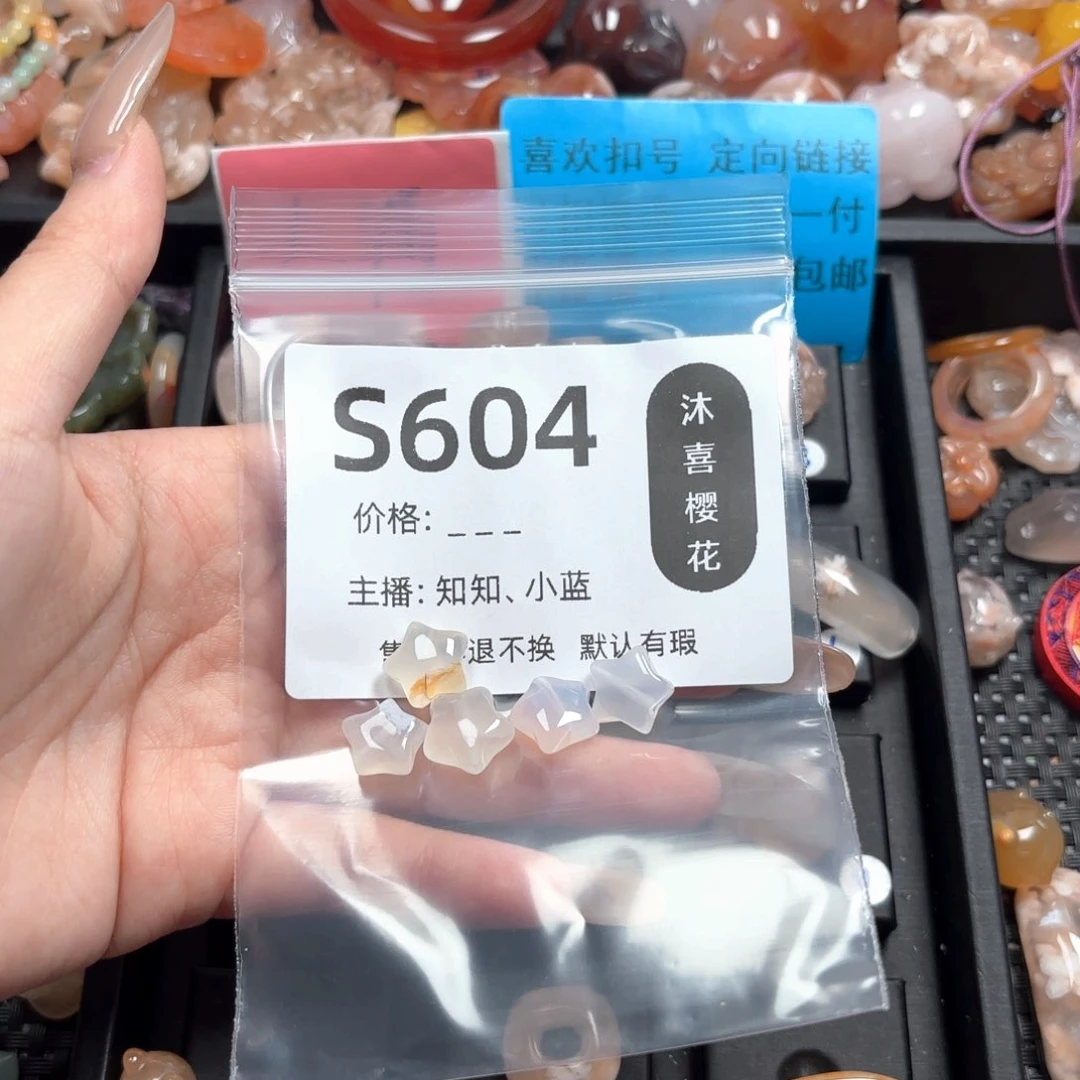 喜欢扣号 定向链接
一付
包邮
S604
沐喜樱花
价格: _ _ _
主播: 知知、小蓝
售 退不换 默认有瑕